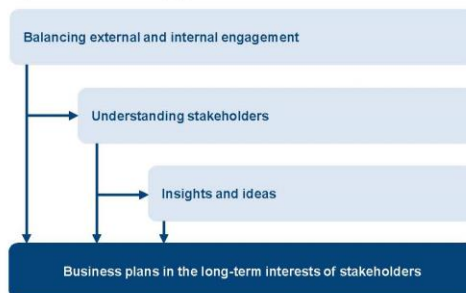 Balancing external and internal engagement
Understanding stakeholders
Insights and ideas
Business plans in the long-term interests of stakeholders